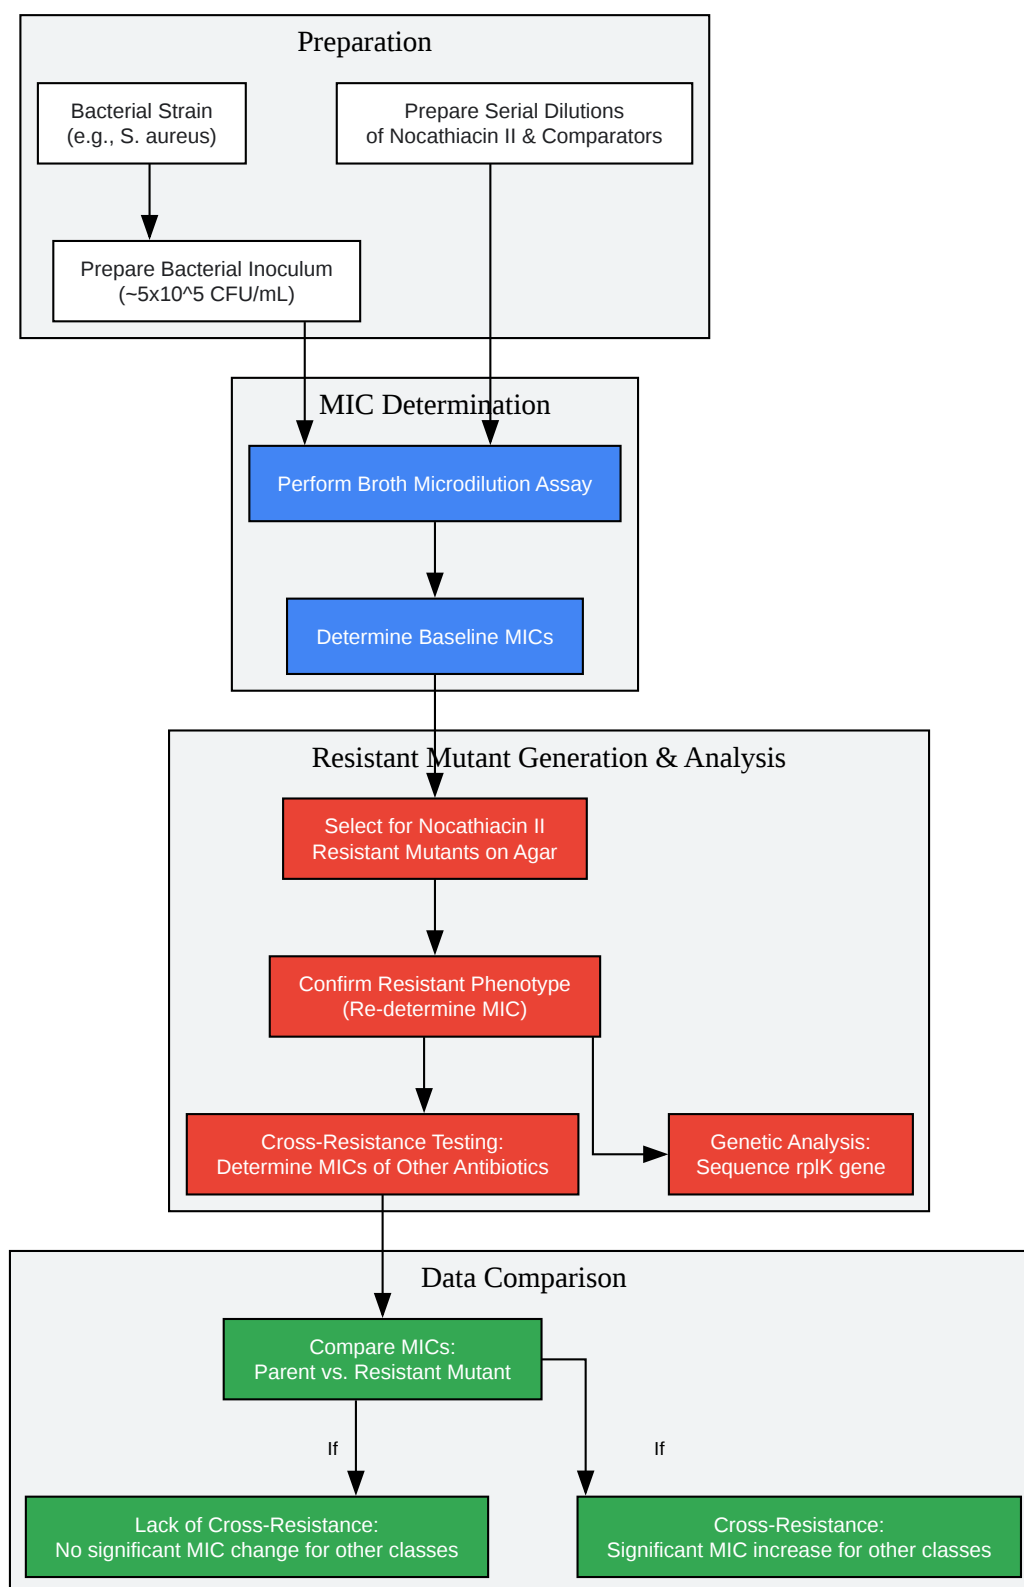 Preparation
Bacterial Strain
(e.g., S. aureus)
Prepare Serial Dilutions
of Nocathiacin II & Comparators
Prepare Bacterial Inoculum
(~5x10^5 CFU/mL)
MIC Determination
Perform Broth Microdilution Assay
Determine Baseline MICs
Resistant Mutant Generation & Analysis
Select for Nocathiacin II
Resistant Mutants on Agar
Confirm Resistant Phenotype
(Re-determine MIC)
Cross-Resistance Testing:
Determine MICs of Other Antibiotics
Genetic Analysis:
Sequence rplK gene
Data Comparison
Compare MICs:
Parent vs. Resistant Mutant
If
If
Lack of Cross-Resistance:
No significant MIC change for other classes
Cross-Resistance:
Significant MIC increase for other classes